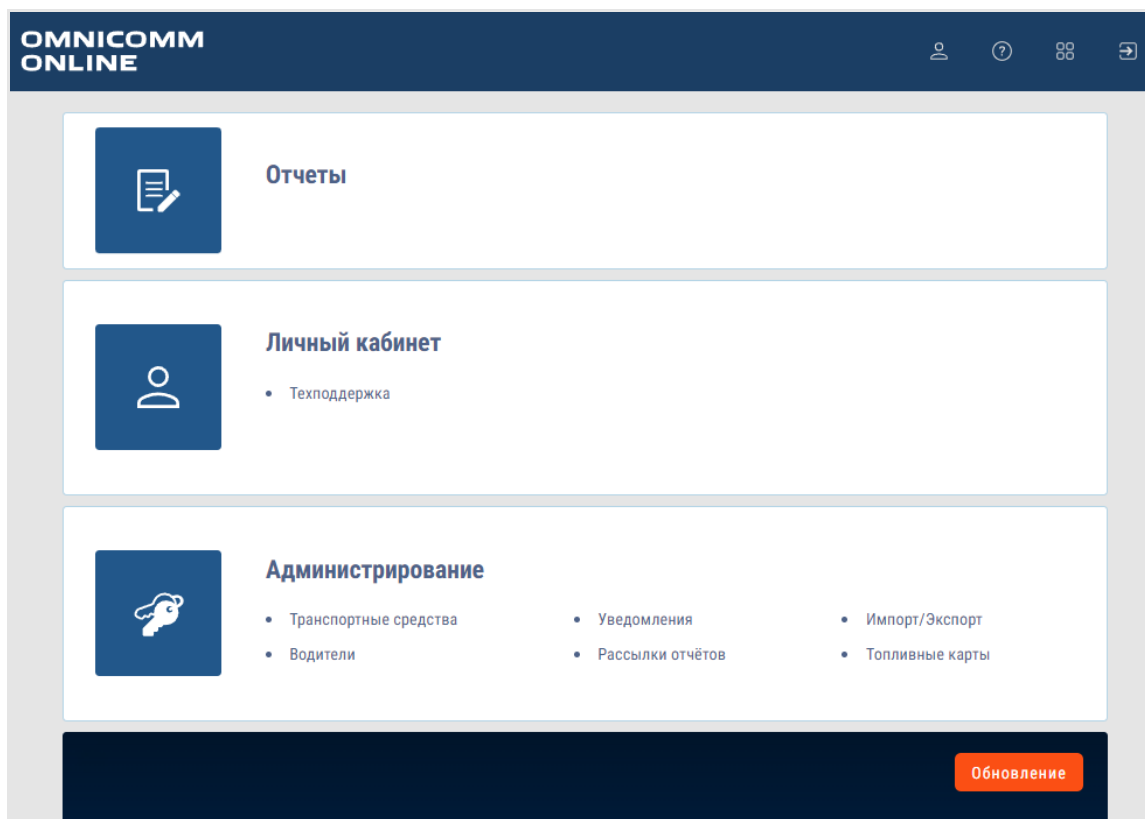 OMNICOMM
ONLINE
Отчеты
Личный кабинет
Техподдержка
Администрирование
Транспортные средства
Уведомления
Импорт/Экспорт
Водители
Рассылки отчётов
Топливные карты
Обновление